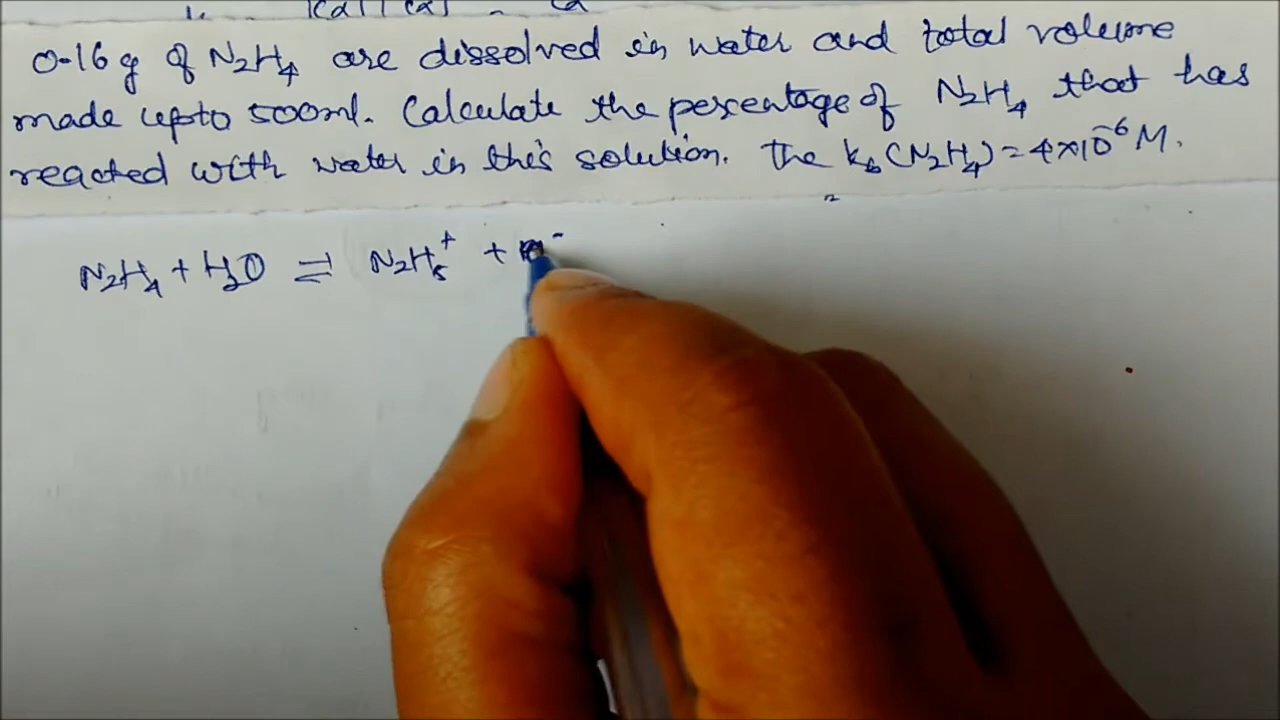 0.16 g of N₂H₄ are dissolved in water and total volume
made upto 500ml. Calculate the percentage of N₂H₄ that has
reacted with water in this solution. The k_b (N₂H₄) = 4×10⁻⁶ M.
N₂H₄ + H₂O ⇌ N₂H₅⁺ +